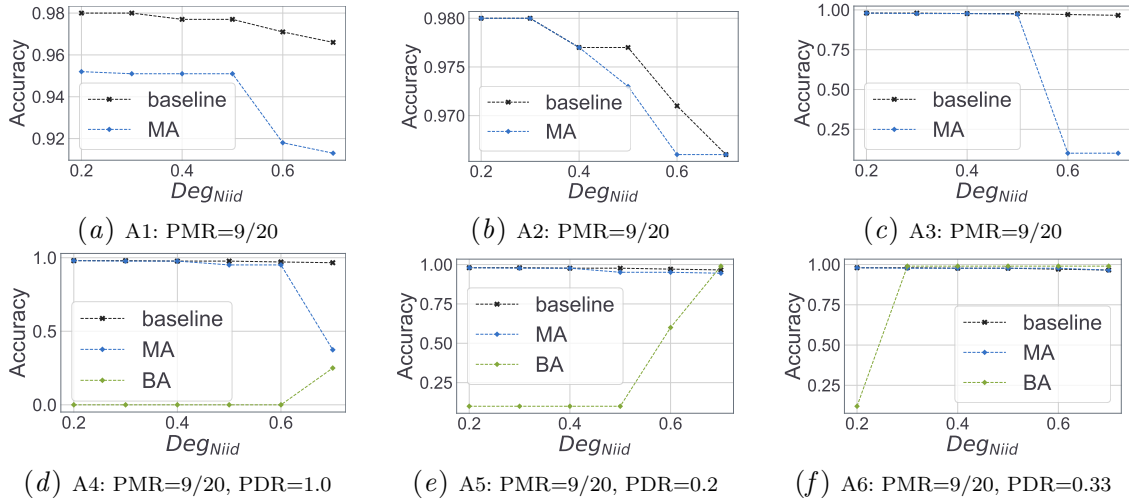 0.98
0.96
0.94
0.92
Accuracy
baseline
MA
0.2 0.4 0.6
Deg_Niid
(a) A1: PMR=9/20
0.980
0.975
0.970
Accuracy
baseline
MA
0.2 0.4 0.6
Deg_Niid
(b) A2: PMR=9/20
1.00
0.75
0.50
0.25
Accuracy
baseline
MA
0.2 0.4 0.6
Deg_Niid
(c) A3: PMR=9/20
1.0
0.5
0.0
Accuracy
baseline
MA
BA
0.2 0.4 0.6
Deg_Niid
(d) A4: PMR=9/20, PDR=1.0
1.00
0.75
0.50
0.25
Accuracy
baseline
MA
BA
0.2 0.4 0.6
Deg_Niid
(e) A5: PMR=9/20, PDR=0.2
1.00
0.75
0.50
0.25
Accuracy
baseline
MA
BA
0.2 0.4 0.6
Deg_Niid
(f) A6: PMR=9/20, PDR=0.33